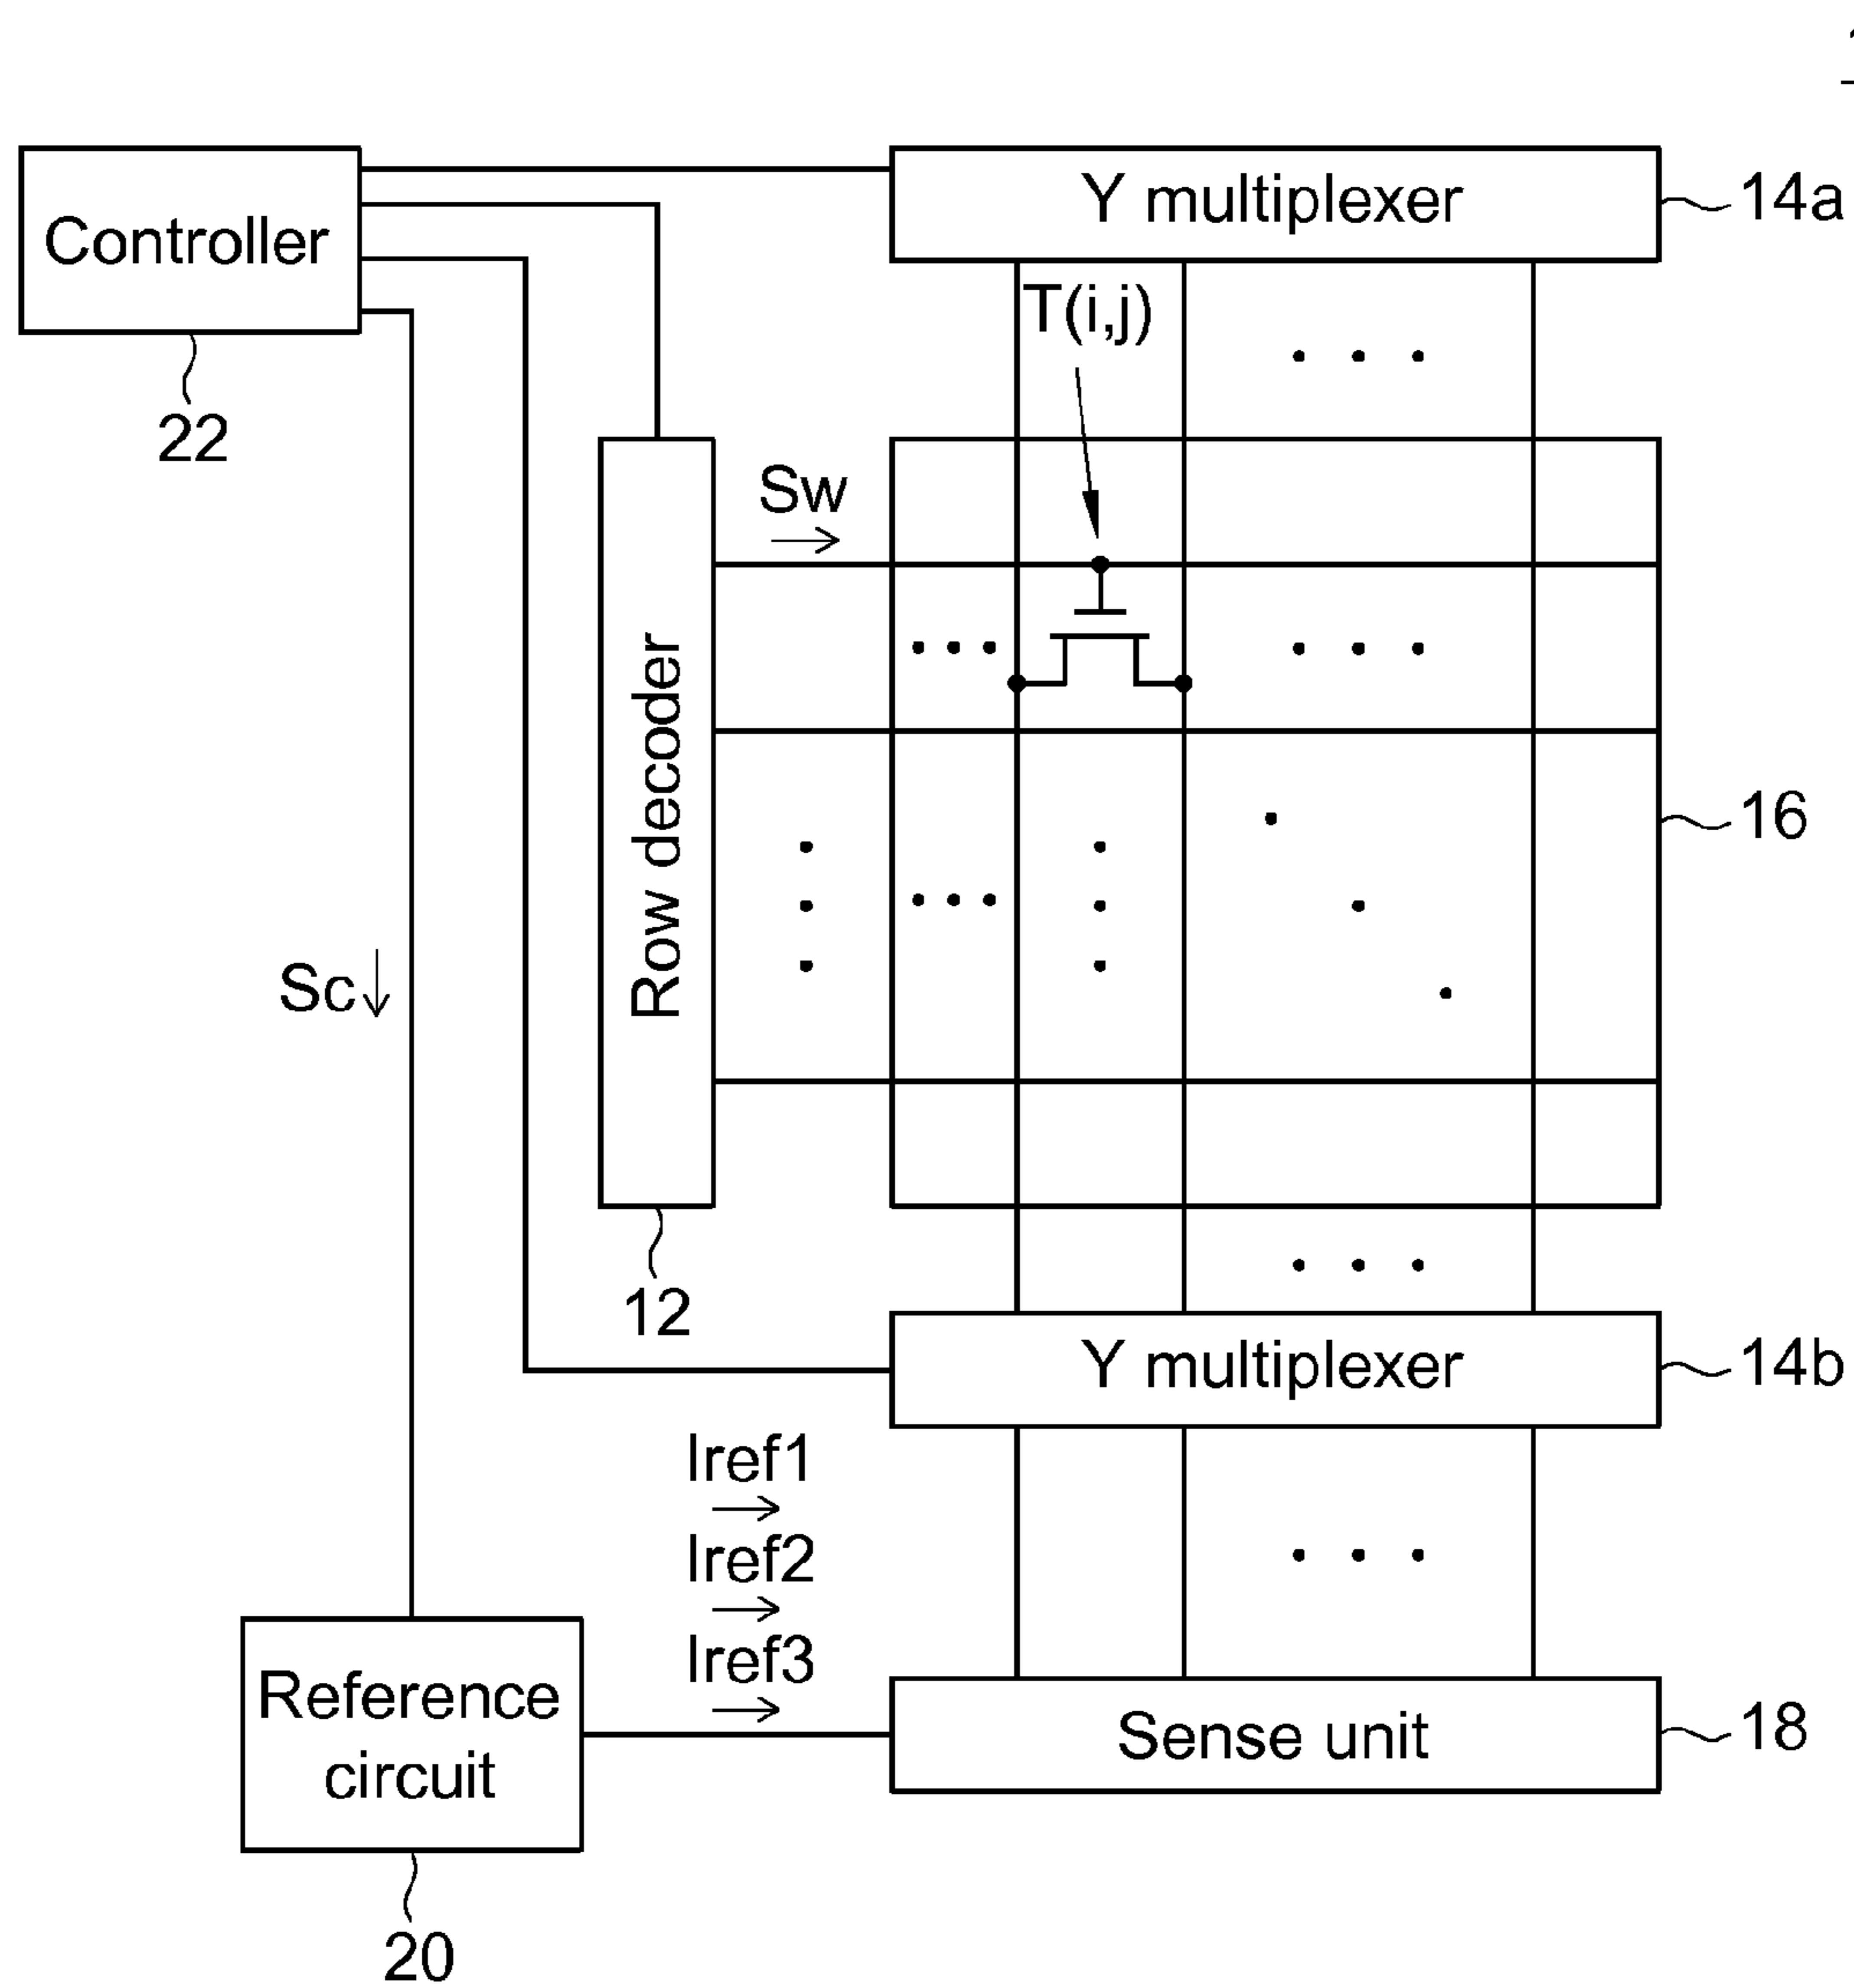 Controller
22
Y multiplexer
14a
T(i,j)
Sw
Row decoder
16
Sc
12
Y multiplexer
14b
Iref1
Iref2
Iref3
Reference
circuit
20
Sense unit
18